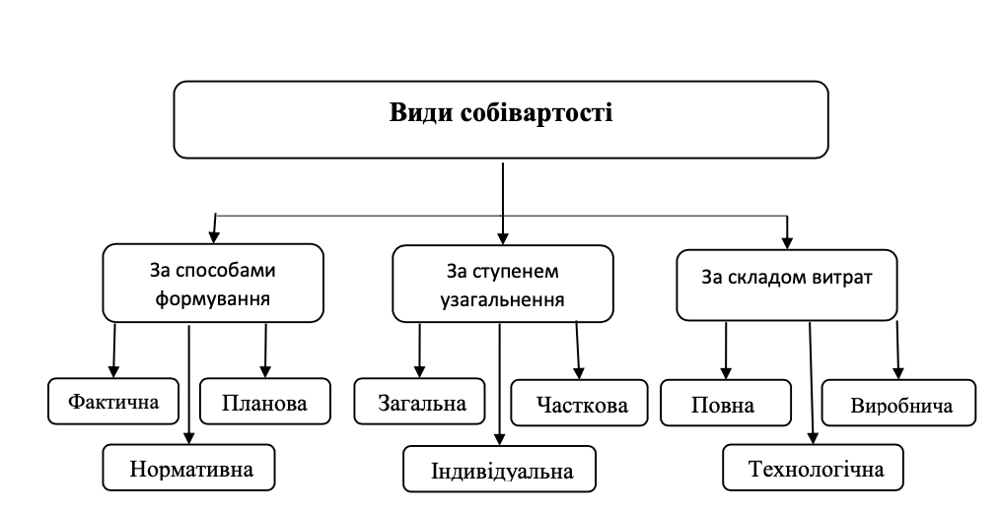 Види собівартості
За способами
формування
За ступенем
узагальнення
За складом витрат
Фактична
Планова
Загальна
Часткова
Повна
Виробнича
Нормативна
Індивідуальна
Технологічна